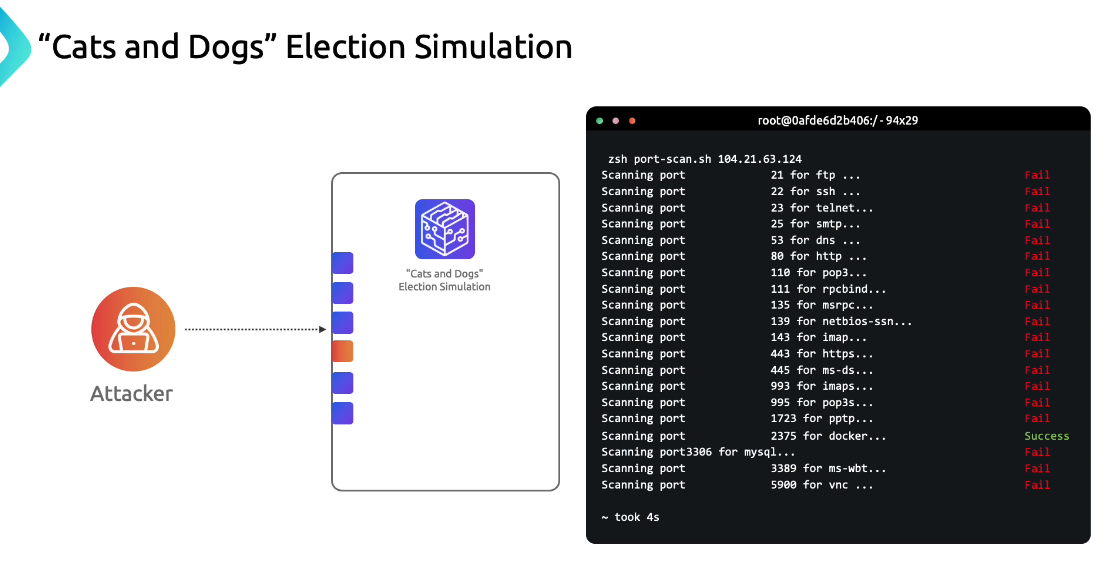 “Cats and Dogs” Election Simulation
"Cats and Dogs"
Election Simulation
Attacker
root@0afde6d2b406:/ - 94x29
zsh port-scan.sh 104.21.63.124
Scanning port 21 for ftp ... Fail
Scanning port 22 for ssh ... Fail
Scanning port 23 for telnet... Fail
Scanning port 25 for smtp... Fail
Scanning port 53 for dns ... Fail
Scanning port 80 for http ... Fail
Scanning port 110 for pop3... Fail
Scanning port 111 for rpcbind... Fail
Scanning port 135 for msrpc... Fail
Scanning port 139 for netbios-ssn... Fail
Scanning port 143 for imap... Fail
Scanning port 443 for https... Fail
Scanning port 445 for ms-ds... Fail
Scanning port 993 for imaps... Fail
Scanning port 995 for pop3s... Fail
Scanning port 1723 for pptp... Fail
Scanning port 2375 for docker... Success
Scanning port3306 for mysql... Fail
Scanning port 3389 for ms-wbt... Fail
Scanning port 5900 for vnc ... Fail
~ took 4s